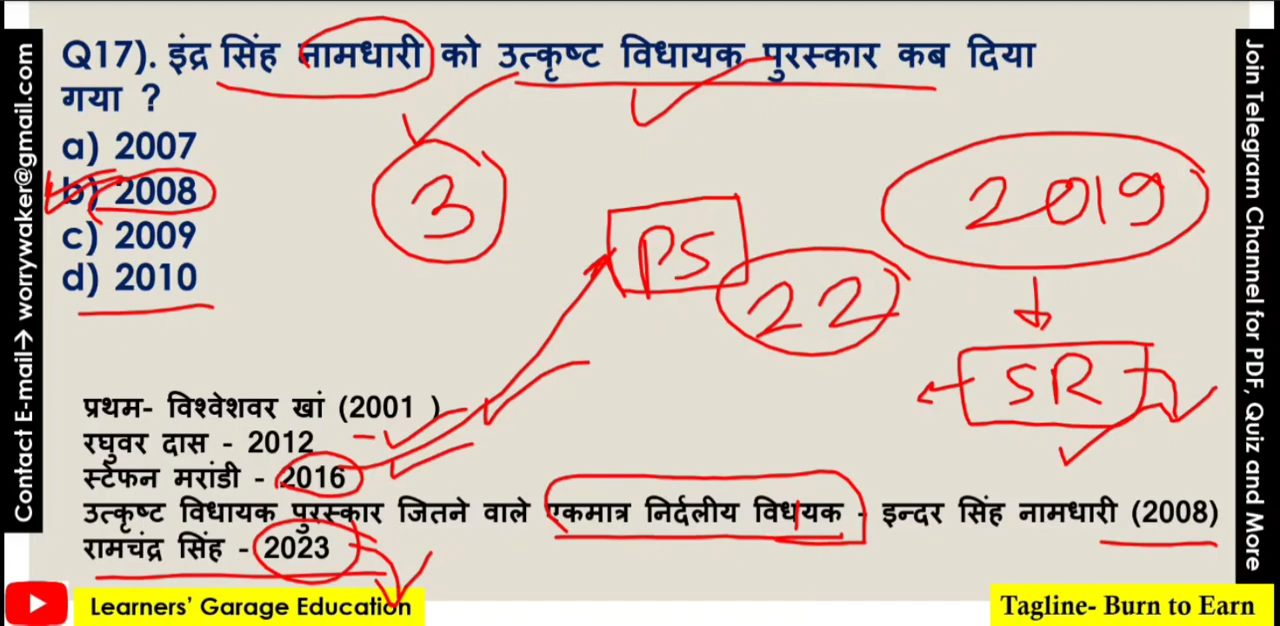 Q17). इंद्र सिंह नामधारी को उत्कृष्ट विधायक पुरस्कार कब दिया
गया ?
a) 2007
b) 2008
c) 2009
d) 2010
3
PS
22
2019
SR
प्रथम- विश्वेशवर खां (2001 )
रघुवर दास - 2012
स्टेफन मरांडी - 2016
उत्कृष्ट विधायक पुरस्कार जितने वाले एकमात्र निर्दलीय विधयक - इन्दर सिंह नामधारी (2008)
रामचंद्र सिंह - 2023
Learners' Garage Education
Tagline- Burn to Earn
Contact E-mail→ worrywaker@gmail.com
Join Telegram Channel for PDF, Quiz and More